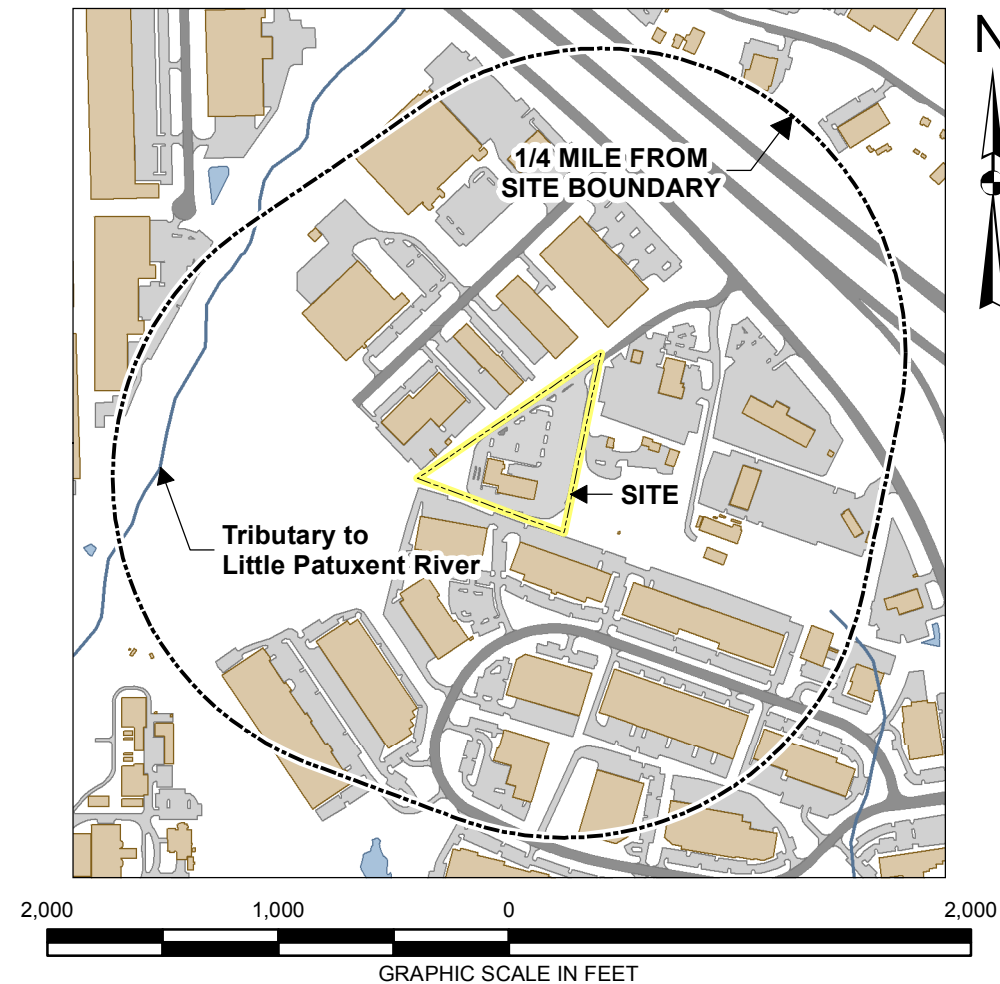 N
1/4 MILE FROM
SITE BOUNDARY
SITE
Tributary to
Little Patuxent River
2,000 1,000 0 2,000
GRAPHIC SCALE IN FEET